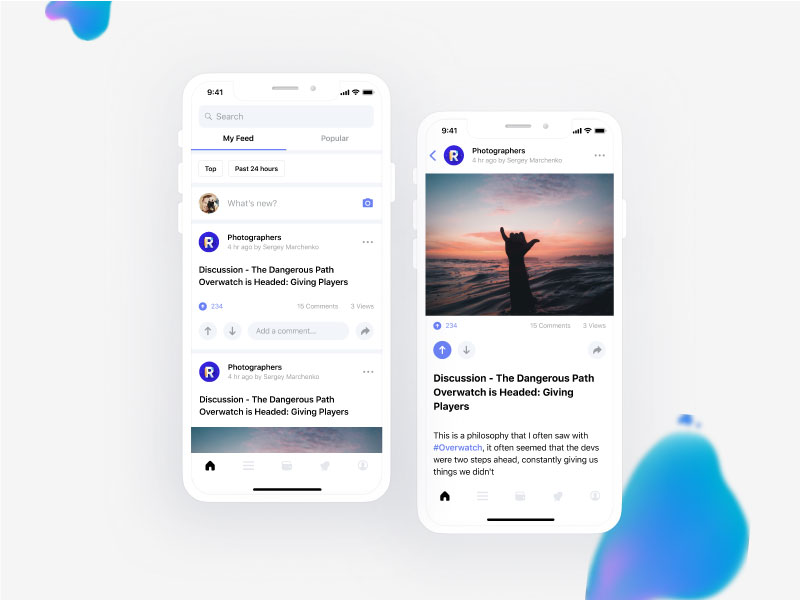 9:41
Search
My Feed
Popular
Top
Past 24 hours
What's new?
R
Photographers
4 hr ago by Sergey Marchenko
Discussion - The Dangerous Path
Overwatch is Headed: Giving Players
234
15 Comments
3 Views
Add a comment...
R
Photographers
4 hr ago by Sergey Marchenko
Discussion - The Dangerous Path
Overwatch is Headed: Giving Players
9:41
R
Photographers
4 hr ago by Sergey Marchenko
234
15 Comments
3 Views
Discussion - The Dangerous Path
Overwatch is Headed: Giving
Players
This is a philosophy that I often saw with
#Overwatch, it often seemed that the devs
were two steps ahead, constantly giving us
things we didn't